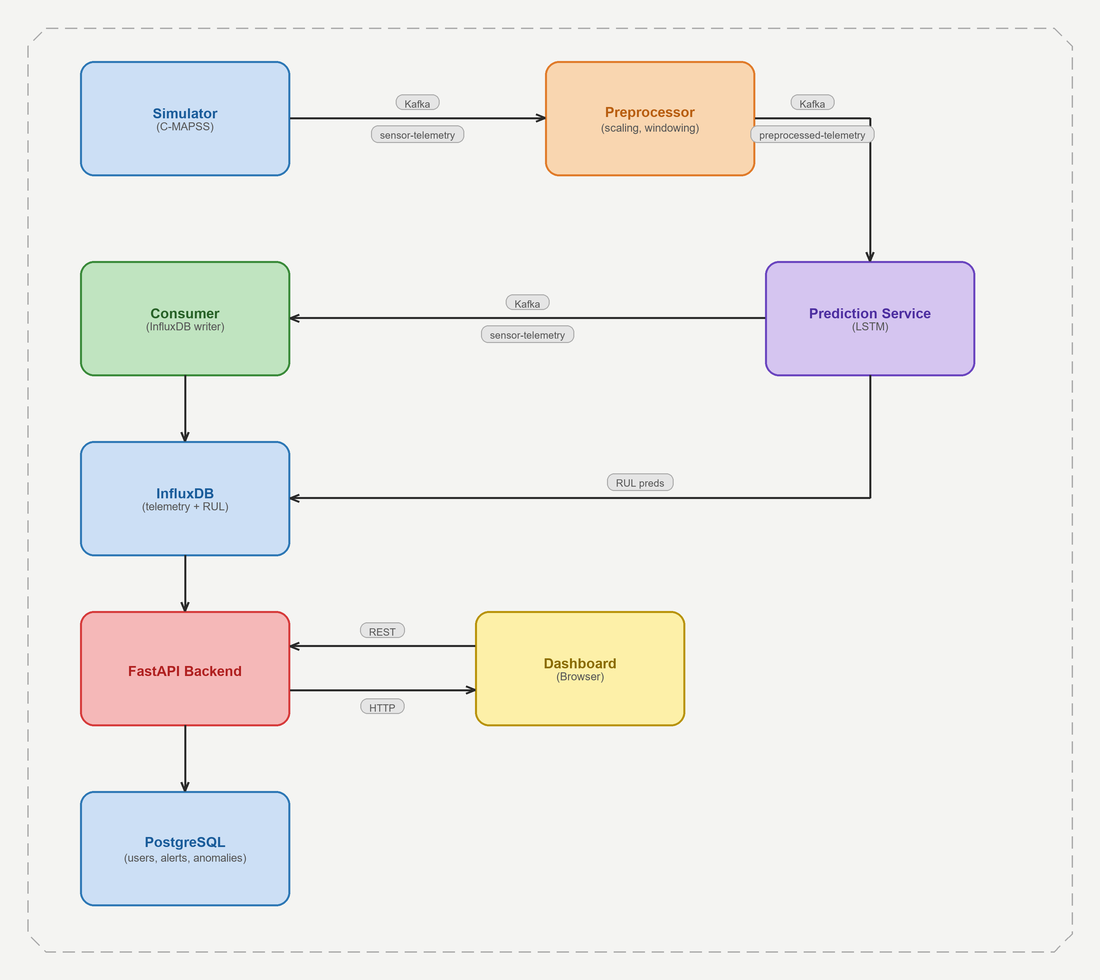 Simulator
(C-MAPSS)
Kafka
sensor-telemetry
Preprocessor
(scaling, windowing)
Kafka
preprocessed-telemetry
Consumer
(InfluxDB writer)
Kafka
sensor-telemetry
Prediction Service
(LSTM)
InfluxDB
(telemetry + RUL)
RUL preds
FastAPI Backend
REST
HTTP
Dashboard
(Browser)
PostgreSQL
(users, alerts, anomalies)